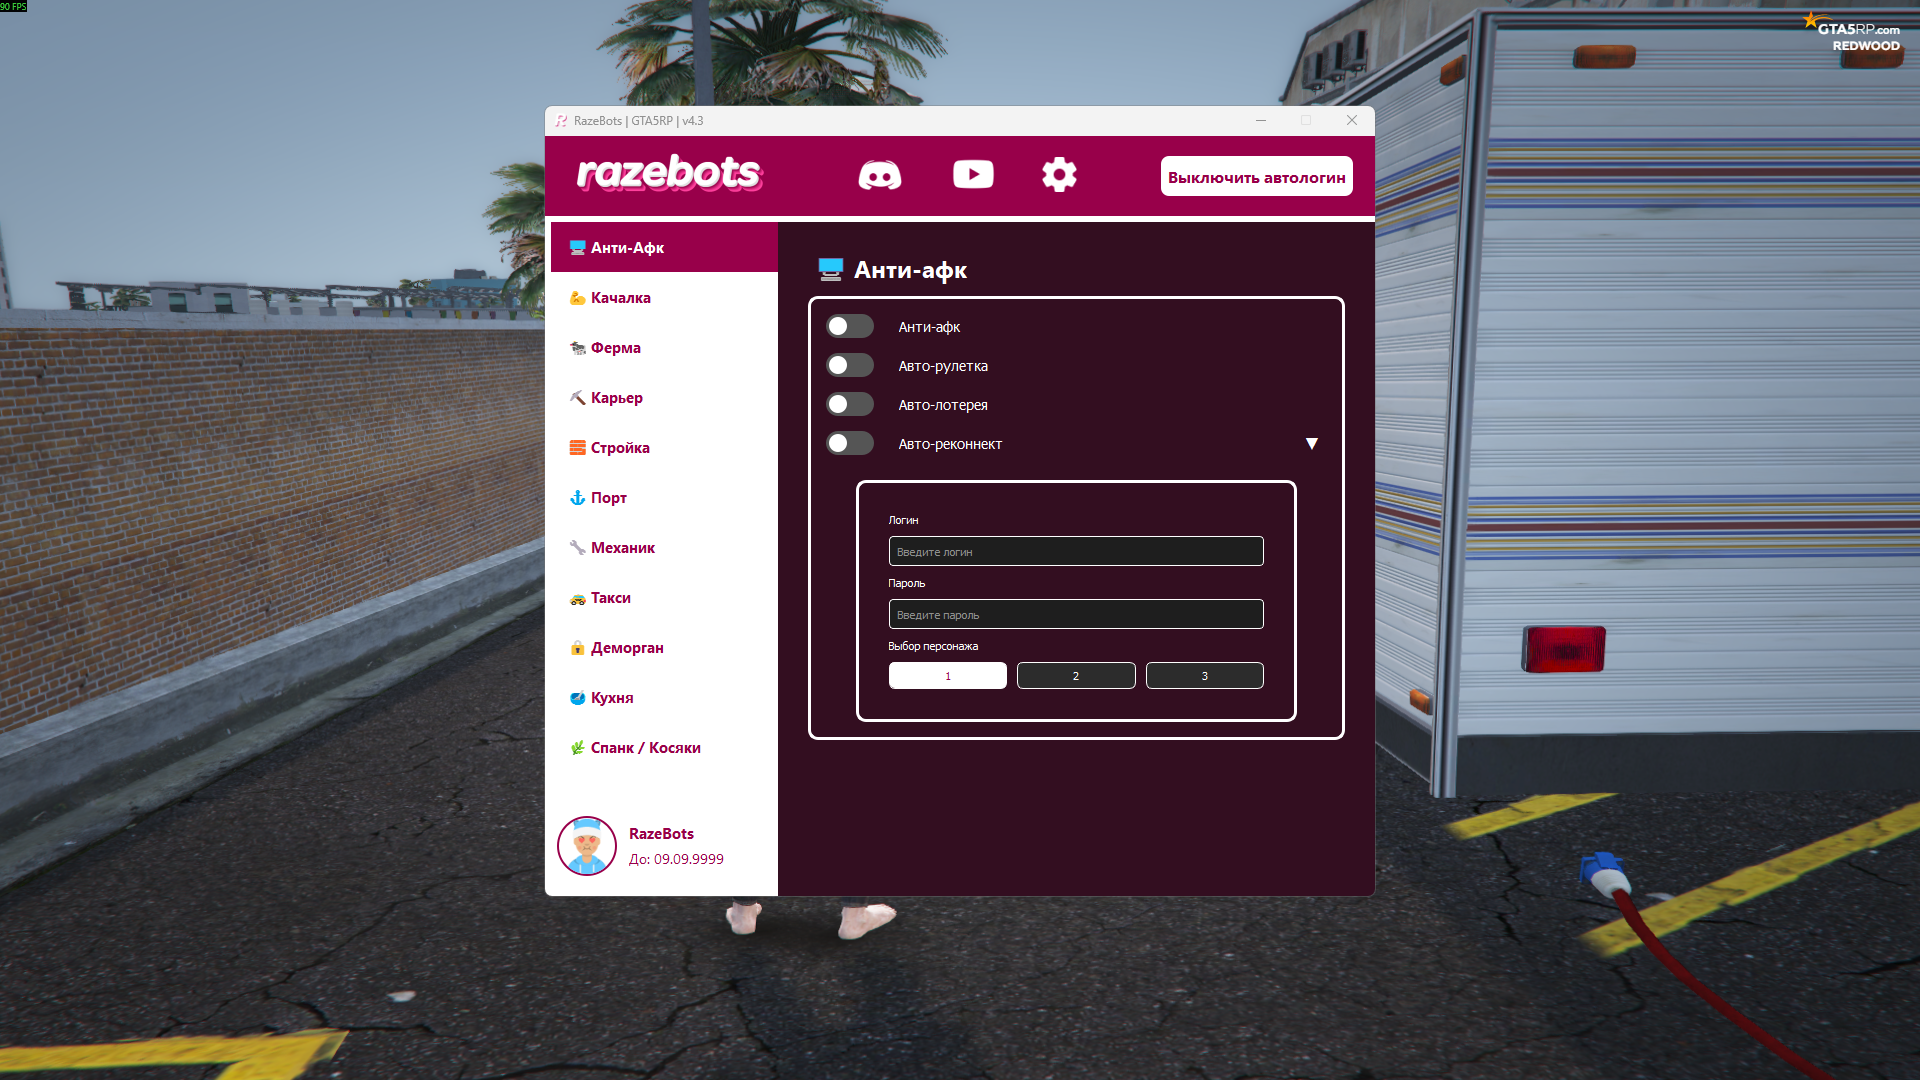 90 FPS
GTA5RP.com
REDWOOD
RazeBots | GTA5RP | v4.3
razebots
Выключить автологин
Анти-Афк
Качалка
Ферма
Карьер
Стройка
Порт
Механик
Такси
Деморган
Кухня
Спанк / Косяки
RazeBots
До: 09.09.9999
Анти-афк
Анти-афк
Авто-рулетка
Авто-лотерея
Авто-реконнект
Логин
Введите логин
Пароль
Введите пароль
Выбор персонажа
1 2 3